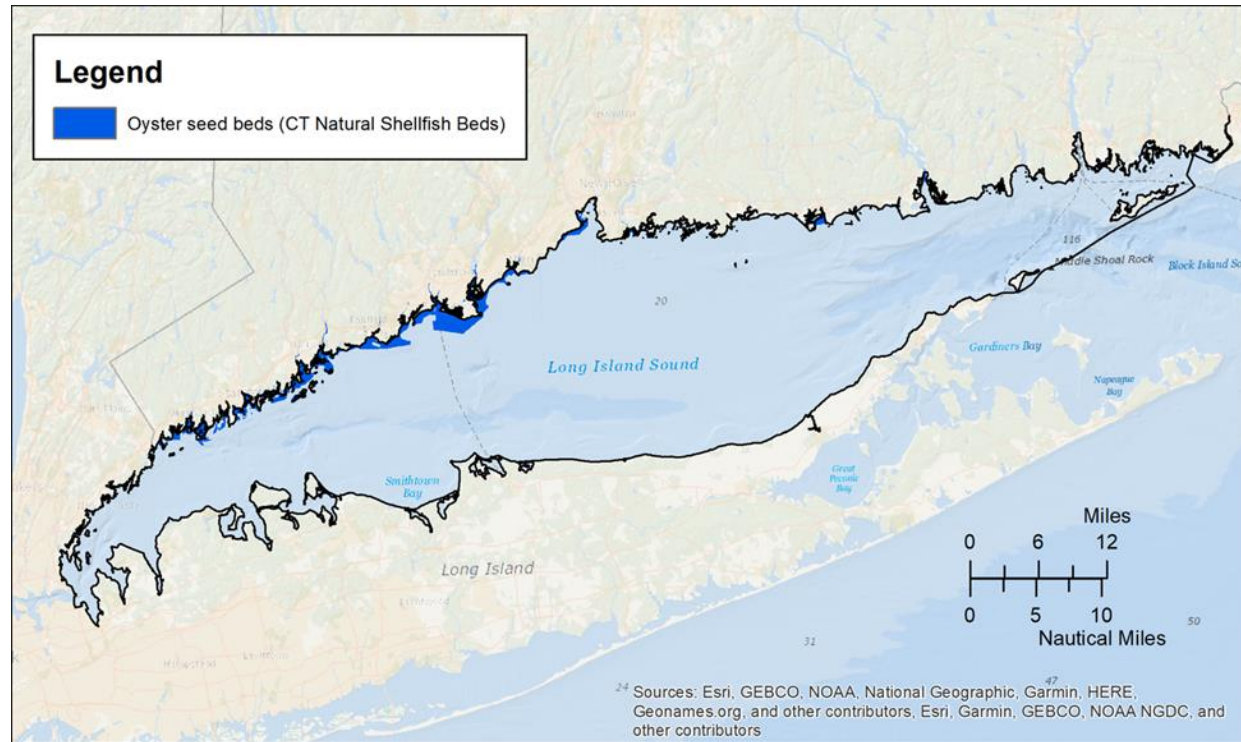 Legend
Oyster seed beds (CT Natural Shellfish Beds)
116
Middle Shoal Rock
Block Island So
20
Long Island Sound
Gardiners Bay
Napeague
Bay
Smithtown
Bay
Great
Peconic
Bay
Miles
0 6 12
0 5 10
Nautical Miles
Long Island
31
50
24
47
Sources: Esri, GEBCO, NOAA, National Geographic, Garmin, HERE,
Geonames.org, and other contributors, Esri, Garmin, GEBCO, NOAA NGDC, and
other contributors